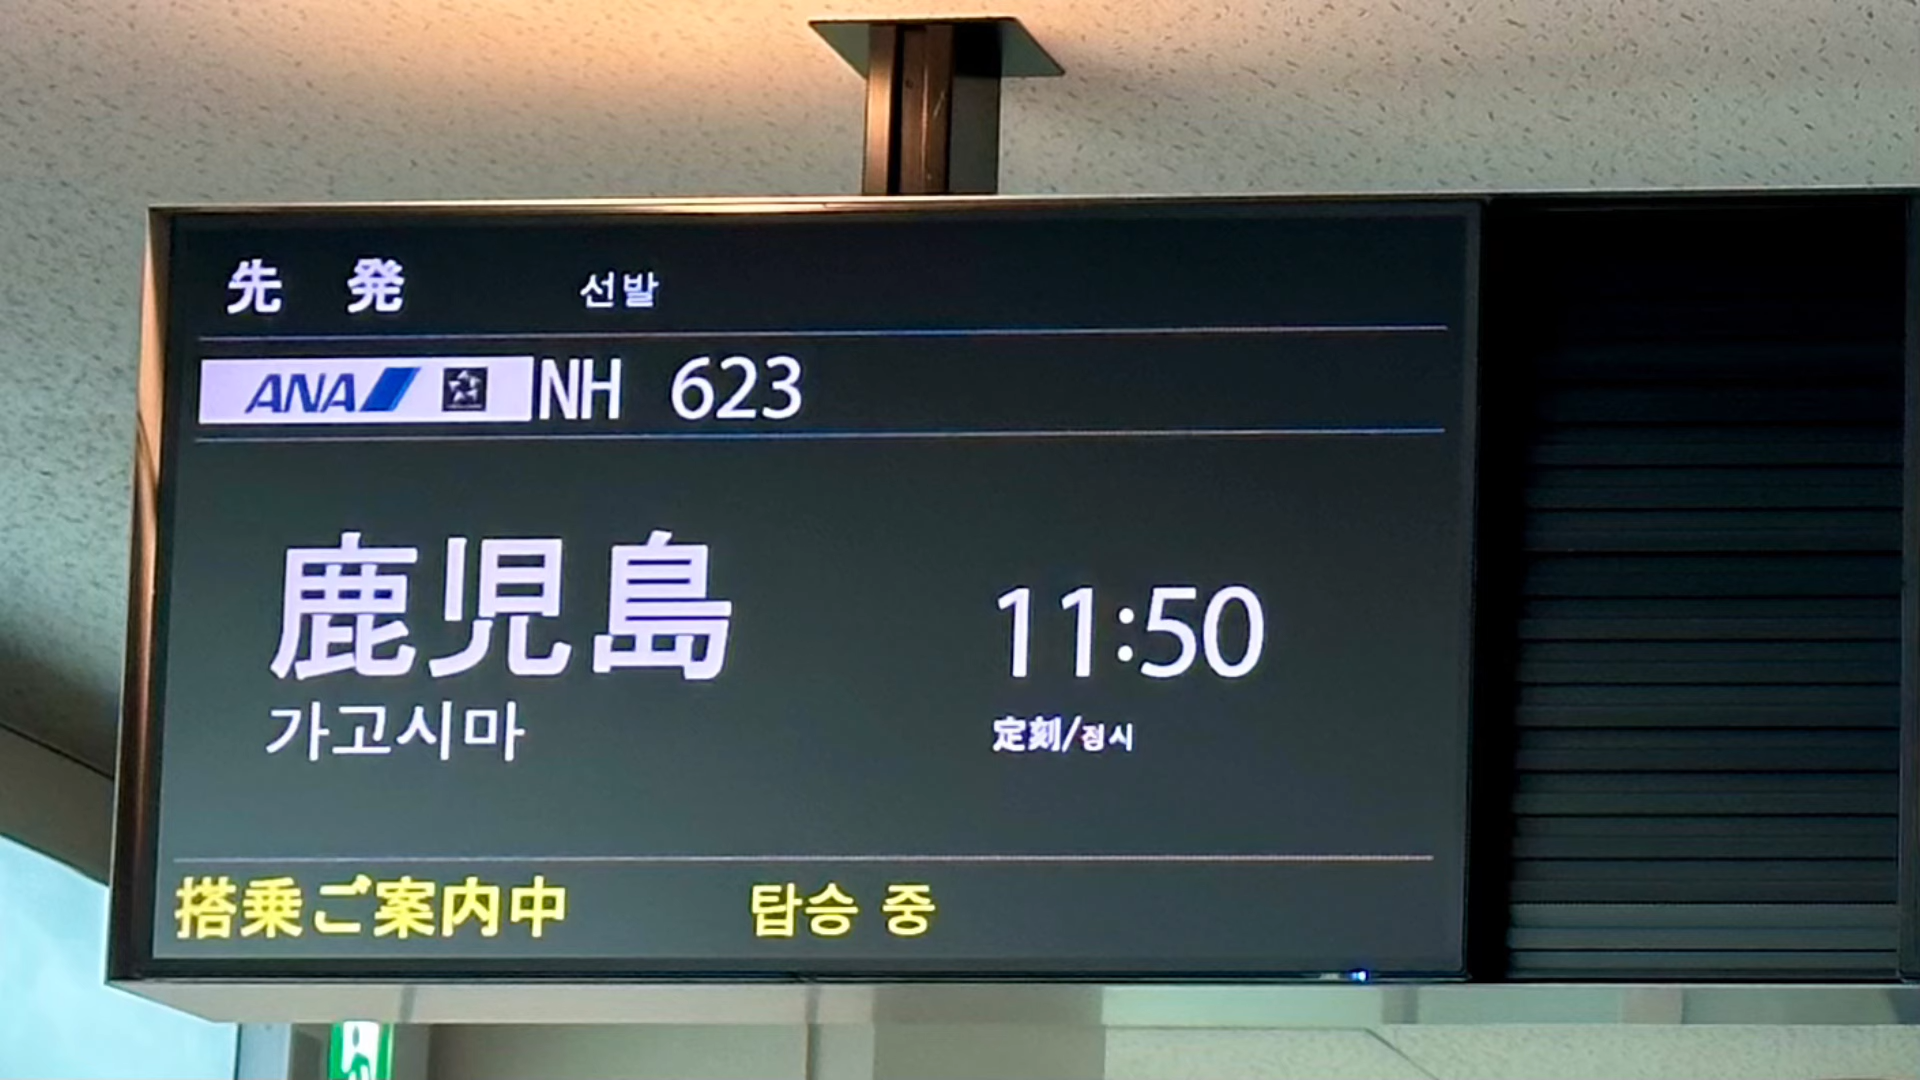 先 発 선발
ANA NH 623
鹿児島 11:50
가고시마 定刻/정시
搭乗ご案内中 탑승 중